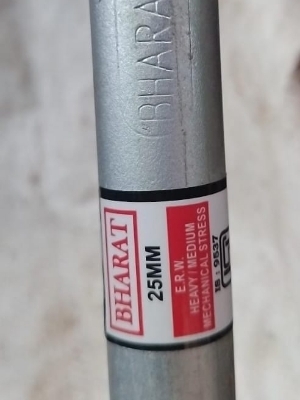 BHARAT
BHARAT
25MM
E.R.W.
HEAVY / MEDIUM
MECHANICAL STRESS
IS : 9537